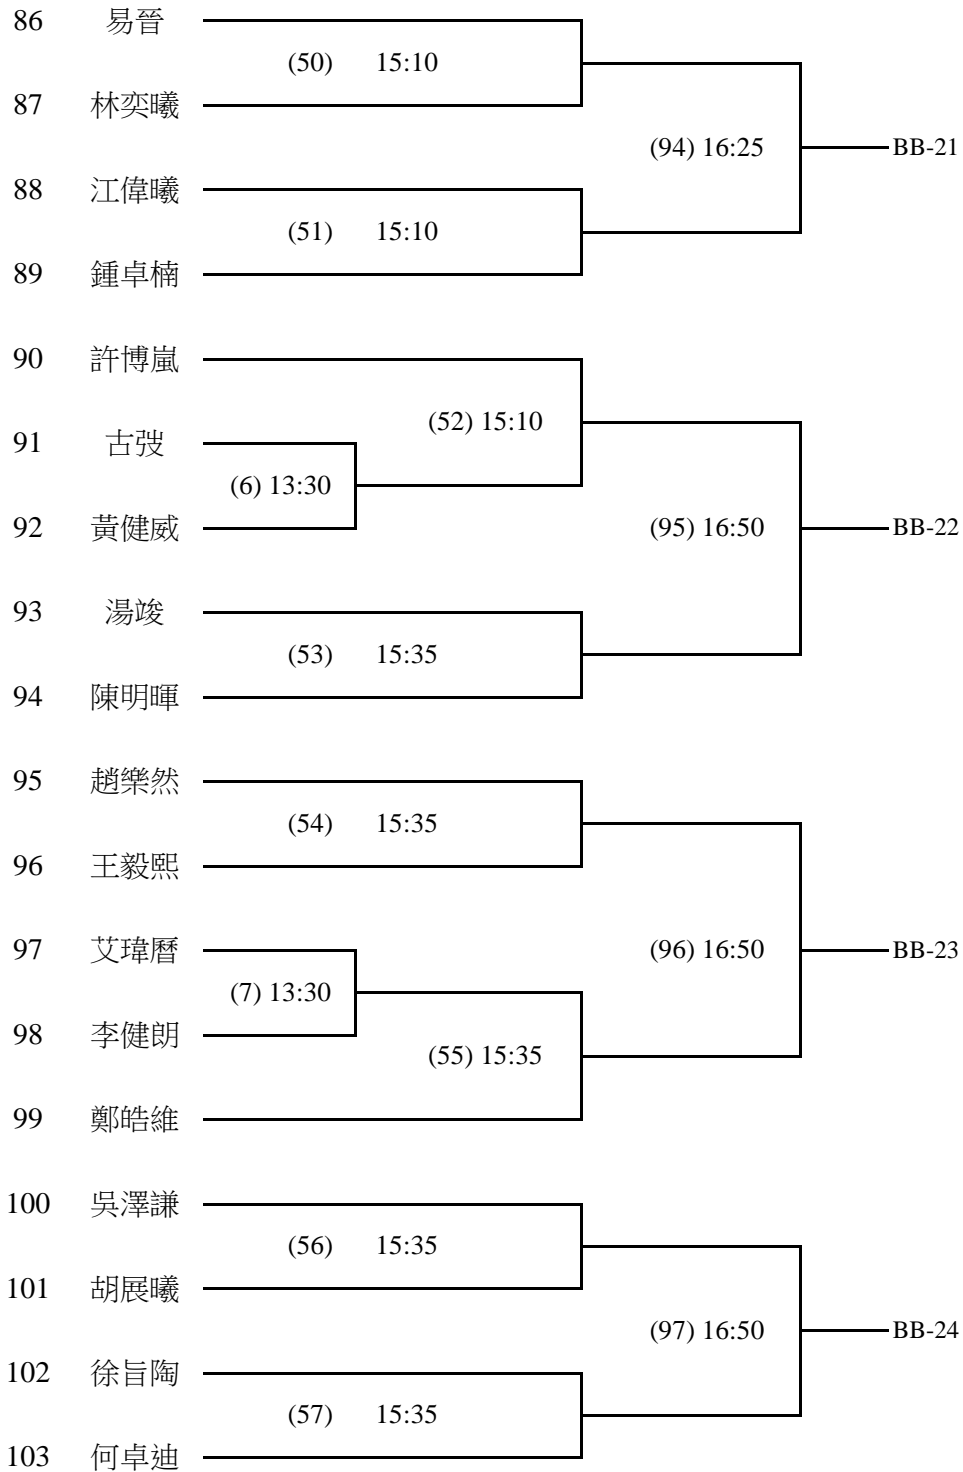 86 易晉
(50) 15:10
87 林奕曦
(94) 16:25 BB-21
88 江偉曦
(51) 15:10
89 鍾卓楠
90 許博嵐
(52) 15:10
91 古弢
(6) 13:30
92 黃健威
(95) 16:50 BB-22
93 湯竣
(53) 15:35
94 陳明暉
95 趙樂然
(54) 15:35
96 王毅熙
97 艾瑋曆
(96) 16:50 BB-23
(7) 13:30
98 李健朗
(55) 15:35
99 鄭皓維
100 吳澤謙
(56) 15:35
101 胡展曦
(97) 16:50 BB-24
102 徐旨陶
(57) 15:35
103 何卓迪